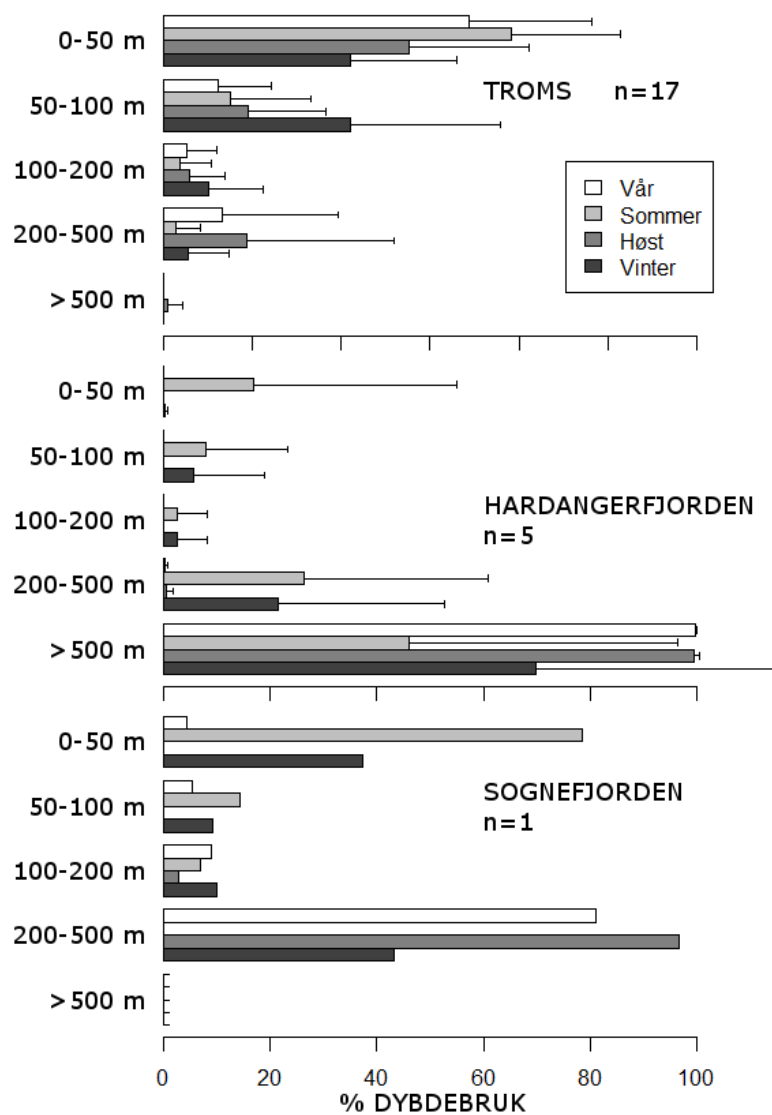 0-50 m
50-100 m
TROMS n=17
100-200 m
Vår
Sommer
Høst
Vinter
200-500 m
>500 m
0-50 m
50-100 m
100-200 m
HARDANGERFJORDEN
n=5
200-500 m
>500 m
0-50 m
50-100 m
SOGNEFJORDEN
n=1
100-200 m
200-500 m
>500 m
0 20 40 60 80 100
% DYBDEBRUK